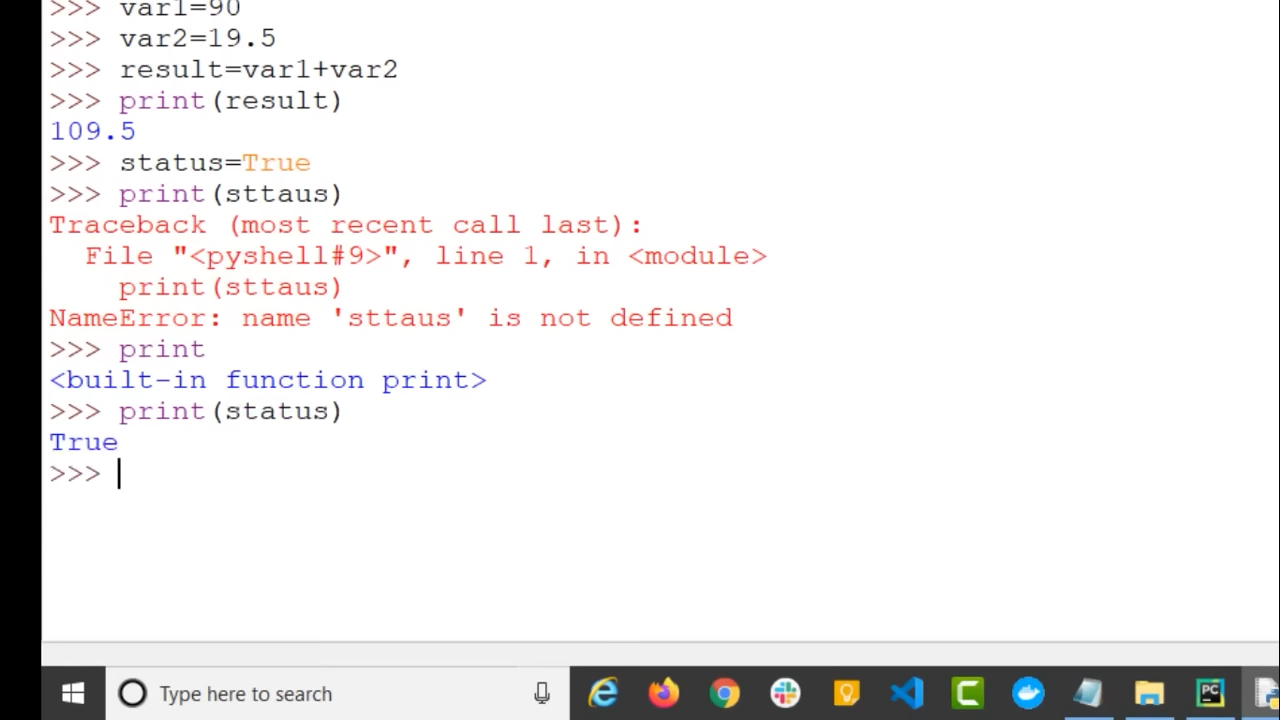 >>> var1=90
>>> var2=19.5
>>> result=var1+var2
>>> print(result)
109.5
>>> status=True
>>> print(sttaus)
Traceback (most recent call last):
  File "<pyshell#9>", line 1, in <module>
    print(sttaus)
NameError: name 'sttaus' is not defined
>>> print
<built-in function print>
>>> print(status)
True
>>>
Type here to search
PC